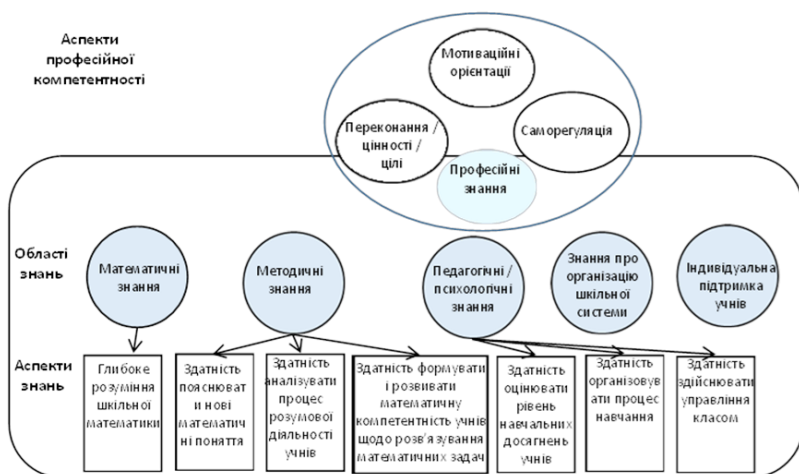 Аспекти
професійної
компетентності
Мотиваційні
орієнтації
Переконання /
цінності /
цілі
Саморегуляція
Професійні
знання
Області
знань
Математичні
знання
Методичні
знання
Педагогічні /
психологічні
знання
Знання про
організацію
шкільної
системи
Індивідуальна
підтримка
учнів
Аспекти
знань
Глибоке
розуміння
шкільної
математики
Здатність
пояснюват
и нові
математич
ні поняття
Здатність
аналізувати
процес
розумової
діяльності
учнів
Здатність формувати
і розвивати
математичну
компетентність учнів
щодо розв'язування
математичних задач
Здатність
оцінювати
рівень
навчальних
досягнень
учнів
Здатність
організовув
ати процес
навчання
Здатність
здійснювати
управління
класом